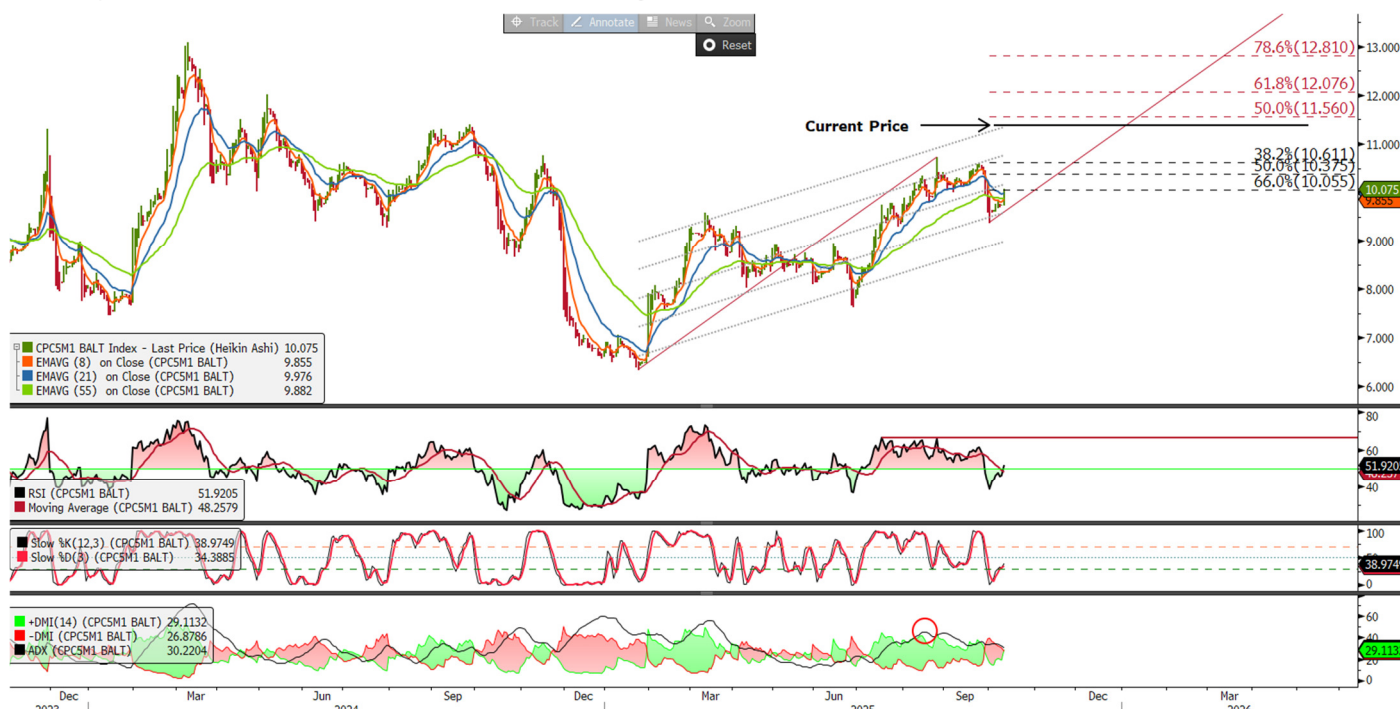 Track Annotate News Zoom
Reset
78.6%(12.810)
61.8%(12.076)
50.0%(11.560)
Current Price
38.2%(10.611)
50.0%(10.375)
66.0%(10.055)
13.000
12.000
11.000
10.075
9.855
9.000
8.000
7.000
6.000
CPC5M1 BALT Index - Last Price (Heikin Ashi) 10.075
EMAVG (8) on Close (CPC5M1 BALT) 9.855
EMAVG (21) on Close (CPC5M1 BALT) 9.976
EMAVG (55) on Close (CPC5M1 BALT) 9.882
80
60
51.920
40
RSI (CPC5M1 BALT) 51.9205
Moving Average (CPC5M1 BALT) 48.2579
Slow %K(12,3) (CPC5M1 BALT) 38.9749
Slow %D(3) (CPC5M1 BALT) 34.3885
100
38.9749
0
+DMI(14) (CPC5M1 BALT) 29.1132
-DMI (CPC5M1 BALT) 26.8786
ADX (CPC5M1 BALT) 30.2204
60
40
29.113
20
0
Dec Mar Jun Sep Dec Mar Jun Sep Dec Mar